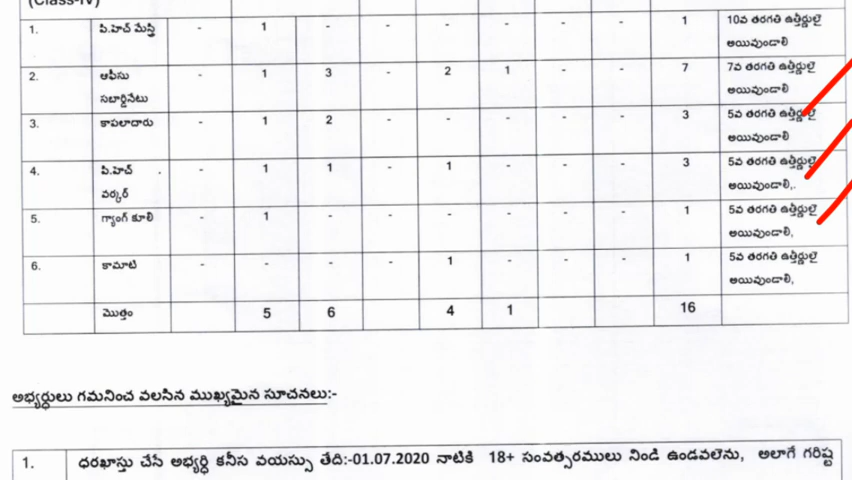 (Class-IV)
1. పి.హెచ్ మేస్త్రి - 1 - - - - - - 1 10వ తరగతి ఉత్తీర్ణులై
అయివుండాలి
2. ఆఫీసు - 1 3 - 2 1 - - 7 7వ తరగతి ఉత్తీర్ణులై
సబార్డినేటు అయివుండాలి
3. కాపలాదారు - 1 2 - - - - - 3 5వ తరగతి ఉత్తీర్ణులై
అయివుండాలి
4. పి.హెచ్ - 1 1 - 1 - - - 3 5వ తరగతి ఉత్తీర్ణులై
వర్కర్ అయివుండాలి,.
5. గ్యాంగ్ కూలి - 1 - - - - - - 1 5వ తరగతి ఉత్తీర్ణులై
అయివుండాలి,
6. కామాటి - - - - 1 - - - 1 5వ తరగతి ఉత్తీర్ణులై
అయివుండాలి,
మొత్తం 5 6 4 1 16
అభ్యర్థులు గమనించ వలసిన ముఖ్యమైన సూచనలు:-
1. ధరఖాస్తు చేసే అభ్యర్థి కనీస వయస్సు తేది:-01.07.2020 నాటికి 18+ సంవత్సరములు నిండి ఉండవలెను, అలాగే గరిష్ట